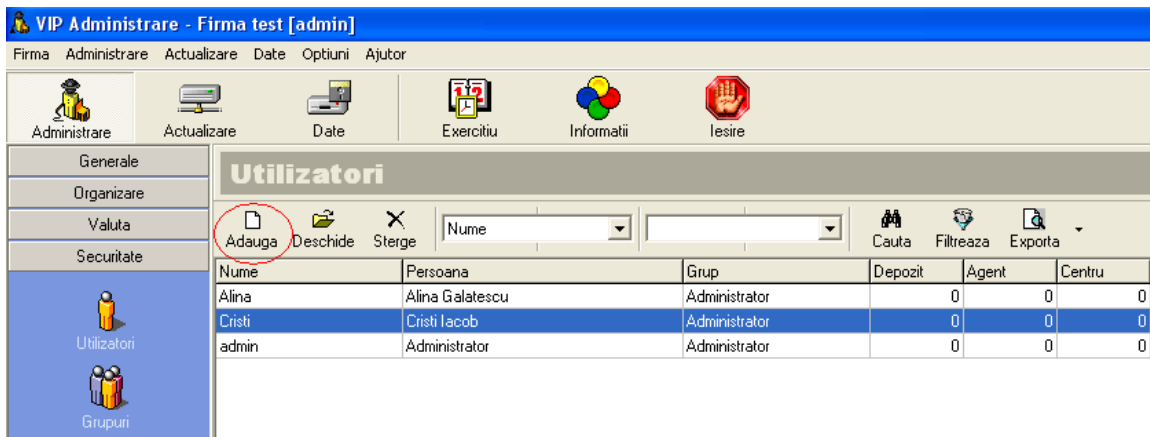 VIP Administrare - Firma test [admin]
Firma Administrare Actualizare Date Optiuni Ajutor
Administrare Actualizare Date Exercitiu Informatii Iesire
Generale
Organizare
Valuta
Securitate
Utilizatori
Grupuri
Utilizatori
Adauga Deschide Sterge Nume Cauta Filtreaza Exporta
Nume Persoana Grup Depozit Agent Centru
Alina Alina Galatescu Administrator 0 0 0
Cristi Cristi Iacob Administrator 0 0 0
admin Administrator Administrator 0 0 0